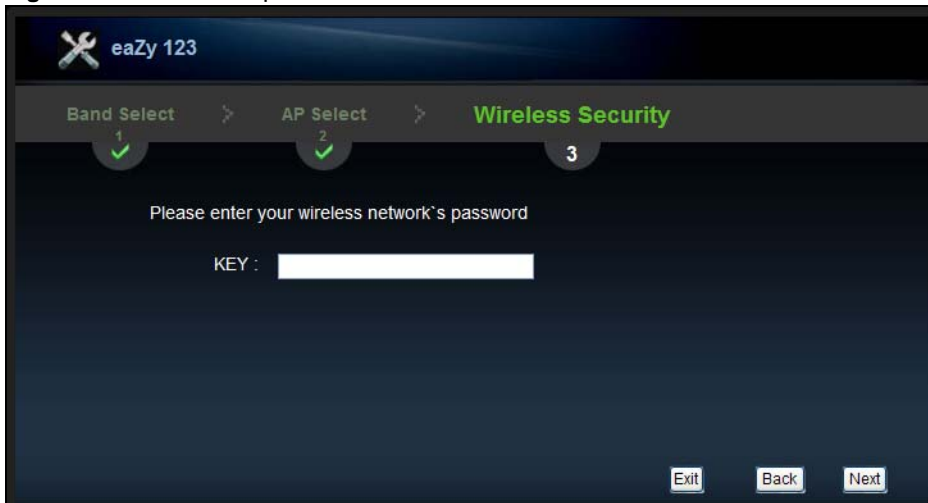 eaZy 123
Band Select > AP Select > Wireless Security
1 2 3
Please enter your wireless network`s password
KEY :
Exit Back Next